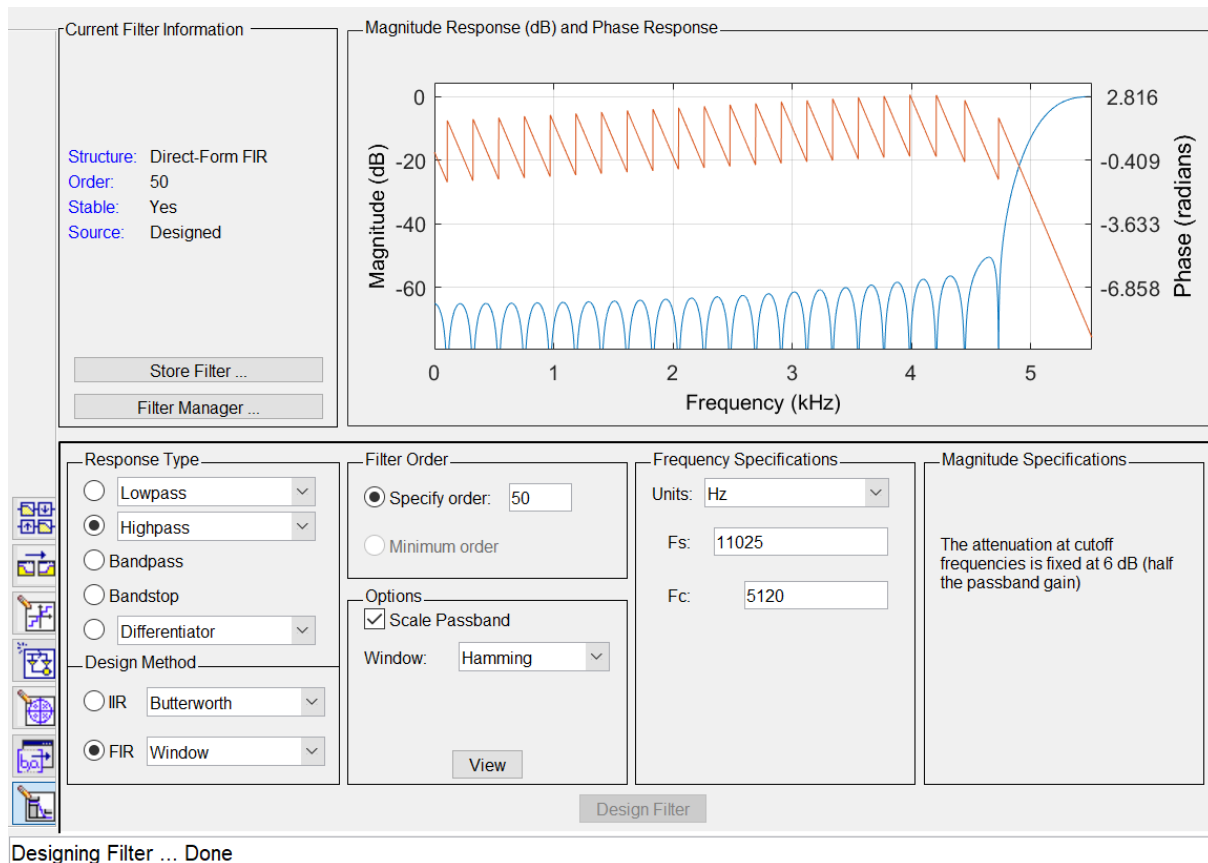 Current Filter Information
Structure: Direct-Form FIR
Order: 50
Stable: Yes
Source: Designed
Store Filter ...
Filter Manager ...
Magnitude Response (dB) and Phase Response
Magnitude (dB)
0
-20
-40
-60
2.816
-0.409
-3.633
-6.858
Phase (radians)
0 1 2 3 4 5
Frequency (kHz)
Response Type
Lowpass
Highpass
Bandpass
Bandstop
Differentiator
Design Method
IIR Butterworth
FIR Window
Filter Order
Specify order: 50
Minimum order
Options
Scale Passband
Window: Hamming
View
Frequency Specifications
Units: Hz
Fs: 11025
Fc: 5120
Magnitude Specifications
The attenuation at cutoff
frequencies is fixed at 6 dB (half
the passband gain)
Design Filter
Designing Filter ... Done